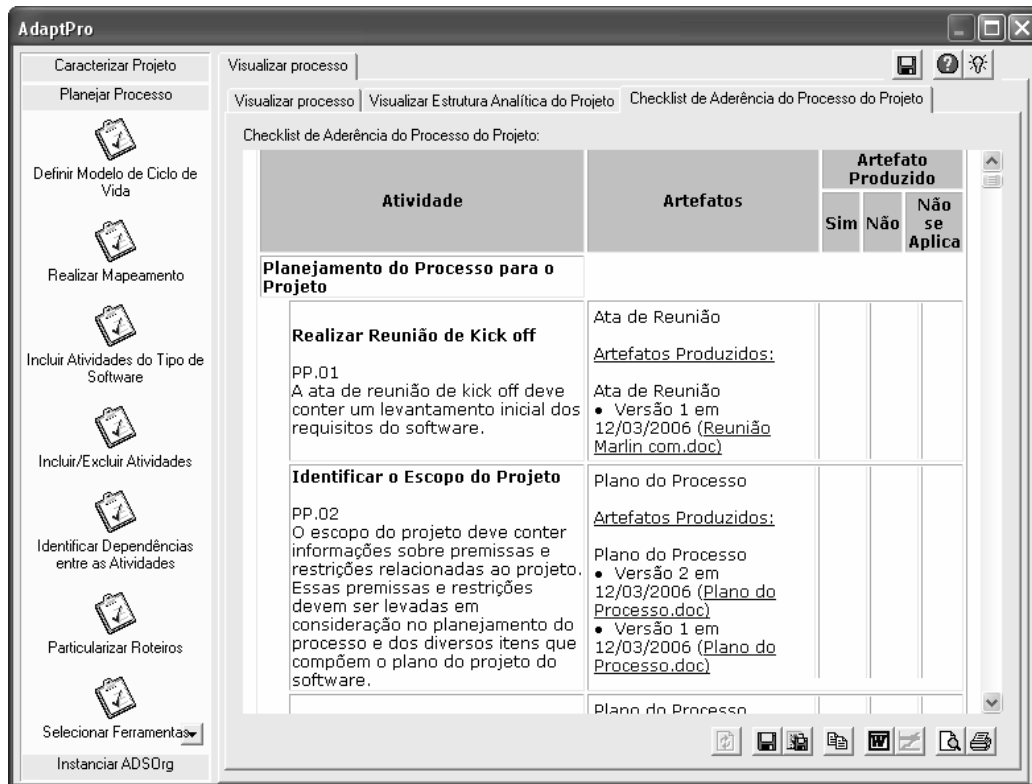 AdaptPro
Caracterizar Projeto
Planejar Processo
Definir Modelo de Ciclo de
Vida
Realizar Mapeamento
Incluir Atividades do Tipo de
Software
Incluir/Excluir Atividades
Identificar Dependências
entre as Atividades
Particularizar Roteiros
Selecionar Ferramentas
Instanciar ADSOrg
Visualizar processo
Visualizar processo
Visualizar Estrutura Analítica do Projeto
Checklist de Aderência do Processo do Projeto
Checklist de Aderência do Processo do Projeto:
Atividade
Artefatos
Artefato
Produzido
Sim
Não
Não
se
Aplica
Planejamento do Processo para o
Projeto
Realizar Reunião de Kick off
PP.01
A ata de reunião de kick off deve
conter um levantamento inicial dos
requisitos do software.
Ata de Reunião
Artefatos Produzidos:
Ata de Reunião
• Versão 1 em
12/03/2006 (Reunião
Marlin com.doc)
Identificar o Escopo do Projeto
PP.02
O escopo do projeto deve conter
informações sobre premissas e
restrições relacionadas ao projeto.
Essas premissas e restrições
devem ser levadas em
consideração no planejamento do
processo e dos diversos itens que
compõem o plano do projeto do
software.
Plano do Processo
Artefatos Produzidos:
Plano do Processo
• Versão 2 em
12/03/2006 (Plano do
Processo.doc)
• Versão 1 em
12/03/2006 (Plano do
Processo.doc)
Plano do Processo